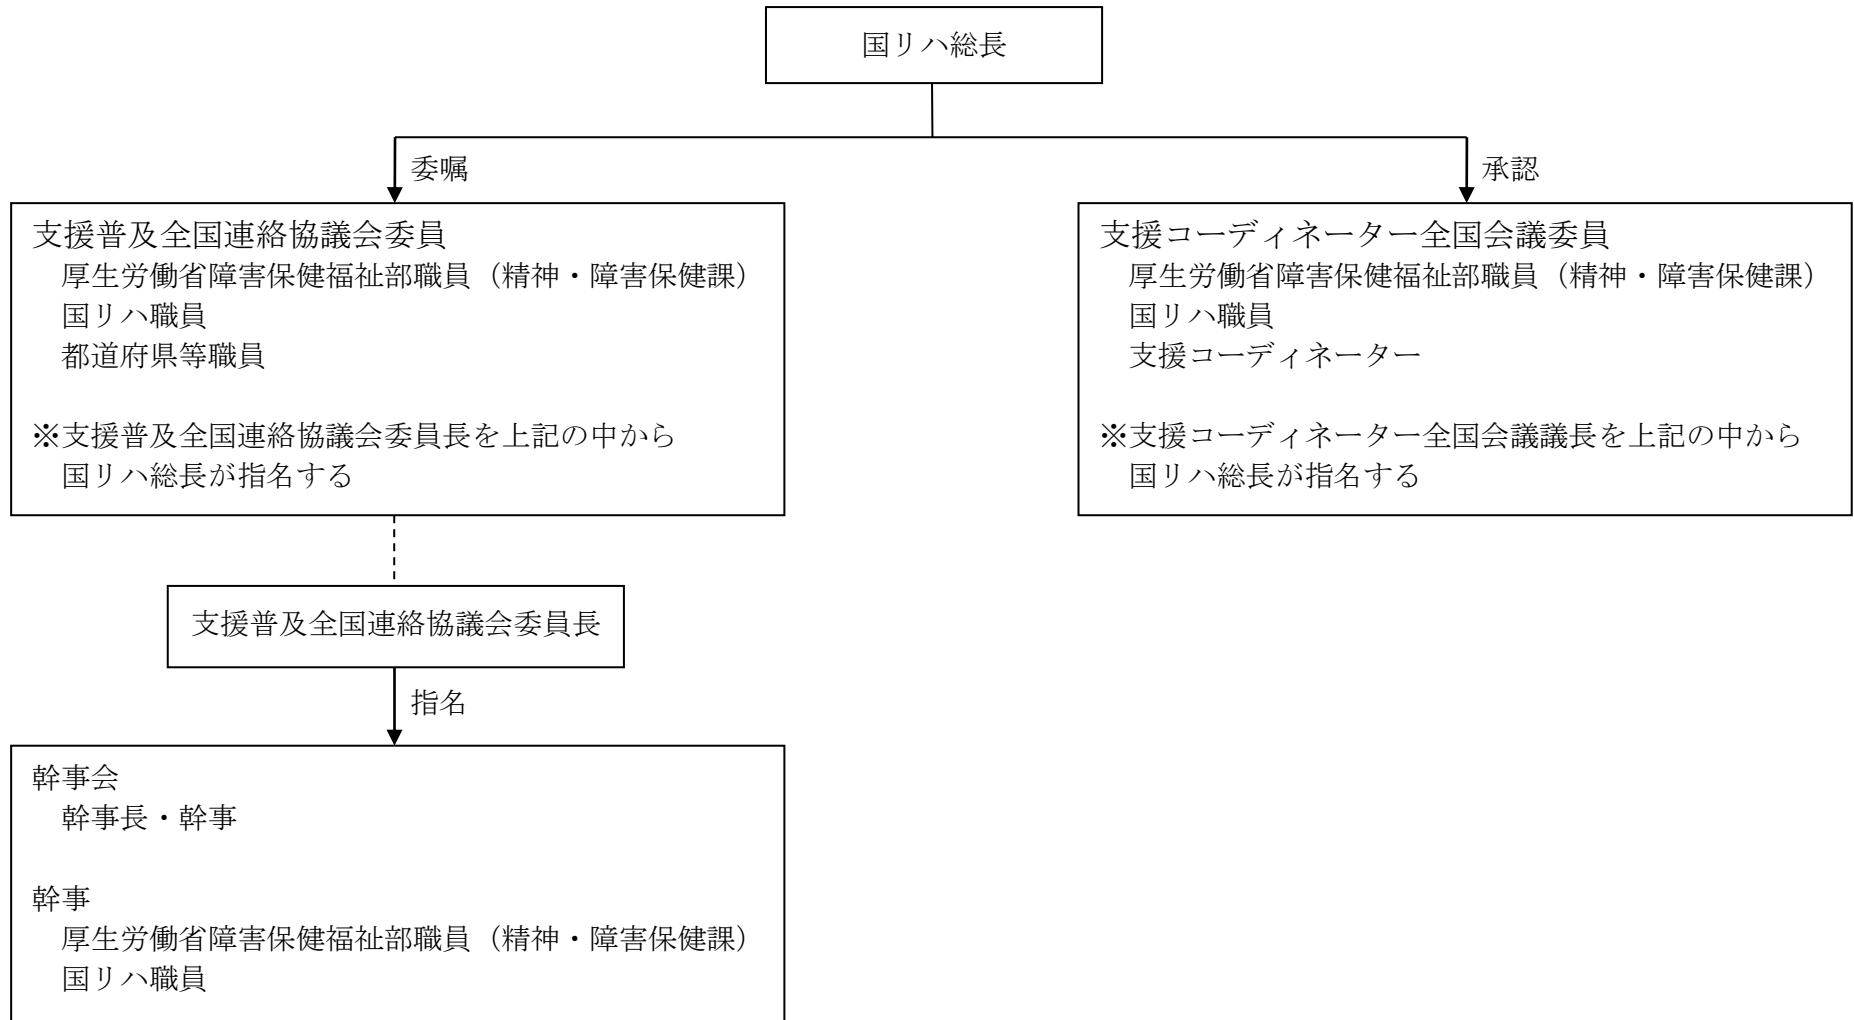 国リハ総長
委嘱
承認
支援普及全国連絡協議会委員
厚生労働省障害保健福祉部職員（精神・障害保健課）
国リハ職員
都道府県等職員
※支援普及全国連絡協議会委員長を上記の中から
国リハ総長が指名する
支援コーディネーター全国会議委員
厚生労働省障害保健福祉部職員（精神・障害保健課）
国リハ職員
支援コーディネーター
※支援コーディネーター全国会議議長を上記の中から
国リハ総長が指名する
支援普及全国連絡協議会委員長
指名
幹事会
幹事長・幹事
幹事
厚生労働省障害保健福祉部職員（精神・障害保健課）
国リハ職員